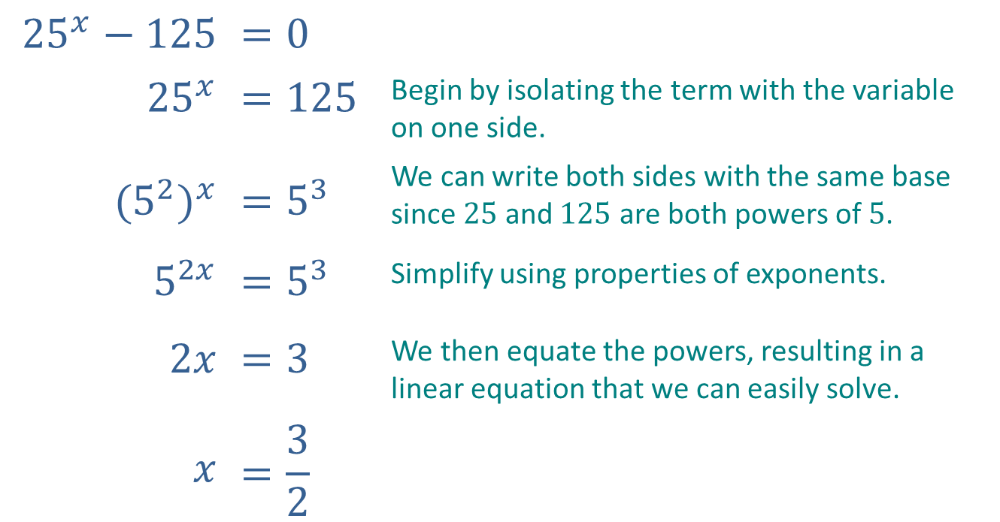 25^x − 125 = 0
25^x = 125 Begin by isolating the term with the variable
on one side.
(5^2)^x = 5^3 We can write both sides with the same base
since 25 and 125 are both powers of 5.
5^{2x} = 5^3 Simplify using properties of exponents.
2x = 3 We then equate the powers, resulting in a
linear equation that we can easily solve.
x = \frac{3}{2}